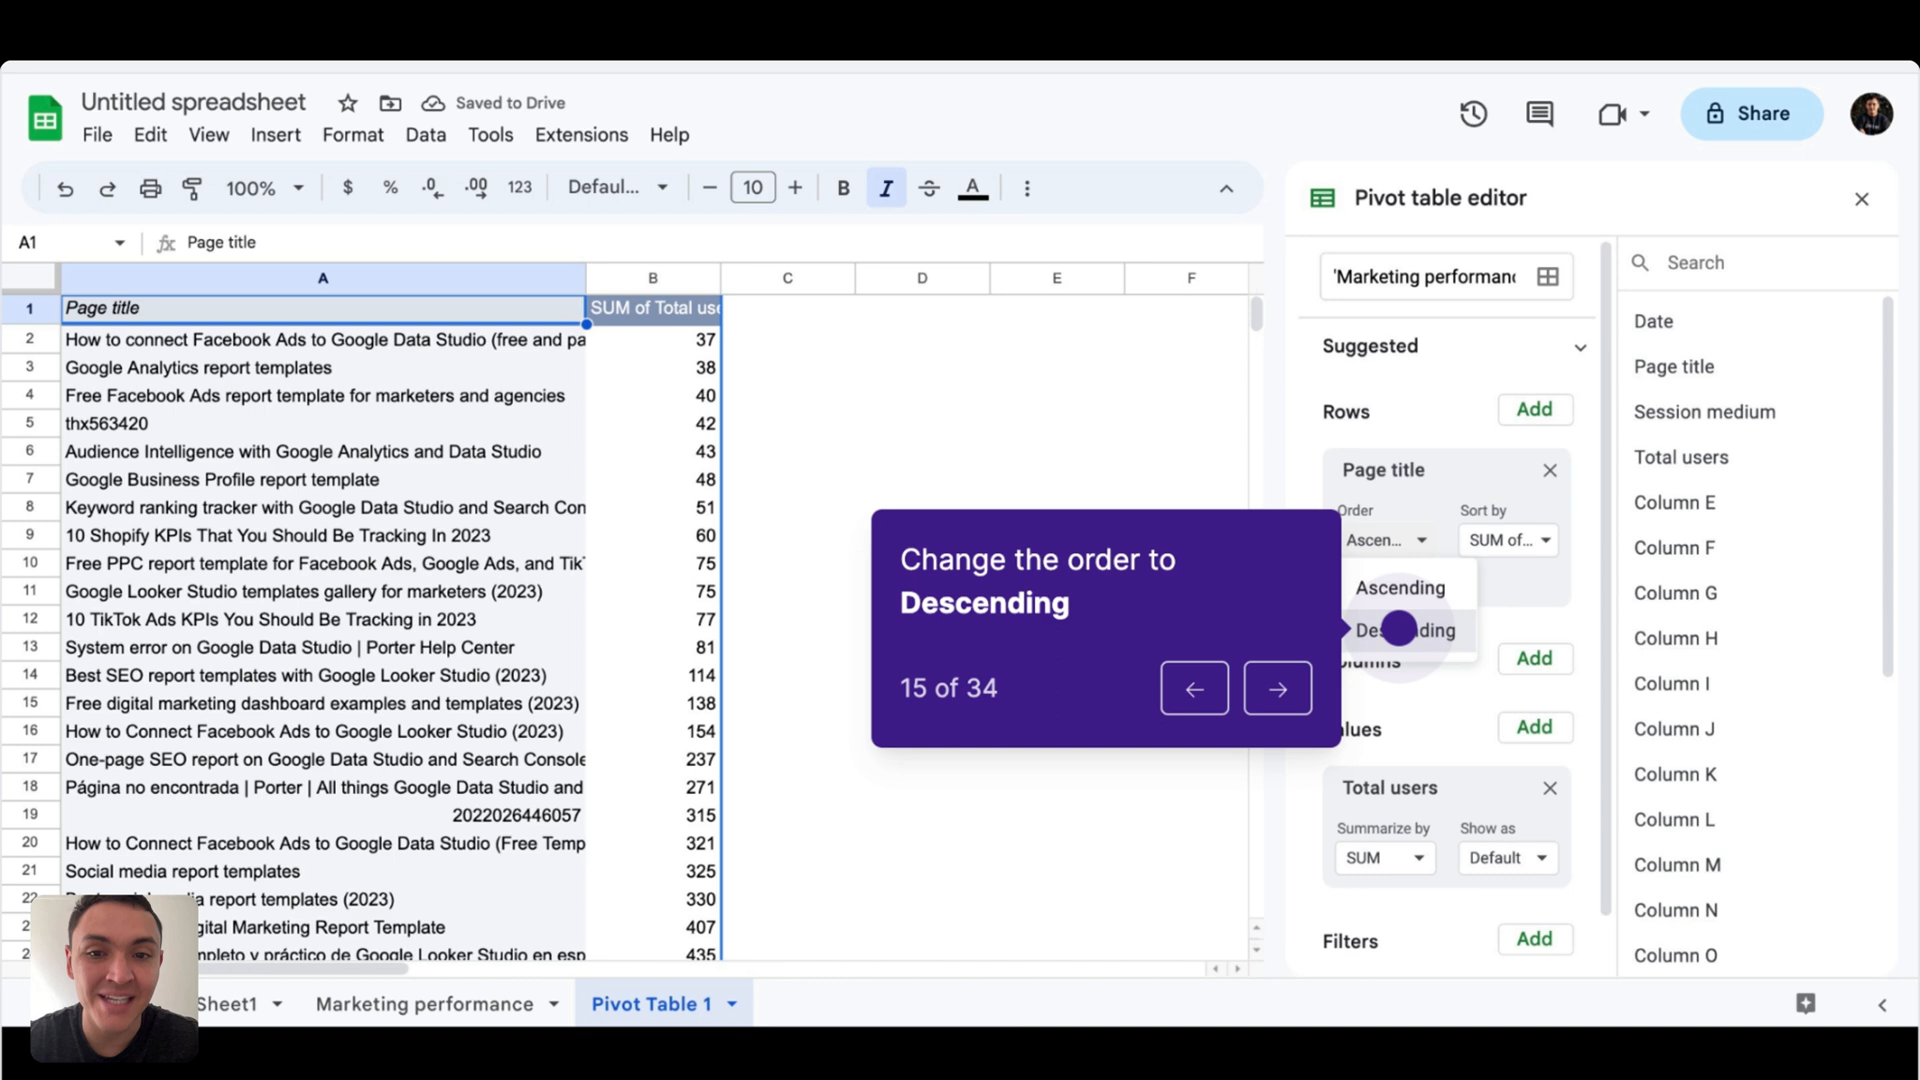 Untitled spreadsheet
Saved to Drive
File Edit View Insert Format Data Tools Extensions Help
Share
100% $ % .0 .00 123 Defaul... 10 B I S A
Pivot table editor
A1 fx Page title
A B C D E F
1 Page title SUM of Total use
2 How to connect Facebook Ads to Google Data Studio (free and pa 37
3 Google Analytics report templates 38
4 Free Facebook Ads report template for marketers and agencies 40
5 thx563420 42
6 Audience Intelligence with Google Analytics and Data Studio 43
7 Google Business Profile report template 48
8 Keyword ranking tracker with Google Data Studio and Search Con 51
9 10 Shopify KPIs That You Should Be Tracking In 2023 60
10 Free PPC report template for Facebook Ads, Google Ads, and Tik 75
11 Google Looker Studio templates gallery for marketers (2023) 75
12 10 TikTok Ads KPIs You Should Be Tracking in 2023 77
13 System error on Google Data Studio | Porter Help Center 81
14 Best SEO report templates with Google Looker Studio (2023) 114
15 Free digital marketing dashboard examples and templates (2023) 138
16 How to Connect Facebook Ads to Google Looker Studio (2023) 154
17 One-page SEO report on Google Data Studio and Search Console 237
18 Página no encontrada | Porter | All things Google Data Studio and 271
19 2022026446057 315
20 How to Connect Facebook Ads to Google Data Studio (Free Temp 321
21 Social media report templates 325
22 report templates (2023) 330
gital Marketing Report Template 407
mpleto y práctico de Google Looker Studio en esp 435
Change the order to
Descending
15 of 34
'Marketing performanc
Suggested
Rows Add
Page title
Order Sort by
Ascen... SUM of...
Ascending
Descending
Add
Add
Total users
Summarize by Show as
SUM Default
Filters Add
Search
Date
Page title
Session medium
Total users
Column E
Column F
Column G
Column H
Column I
Column J
Column K
Column L
Column M
Column N
Column O
Sheet1 Marketing performance Pivot Table 1